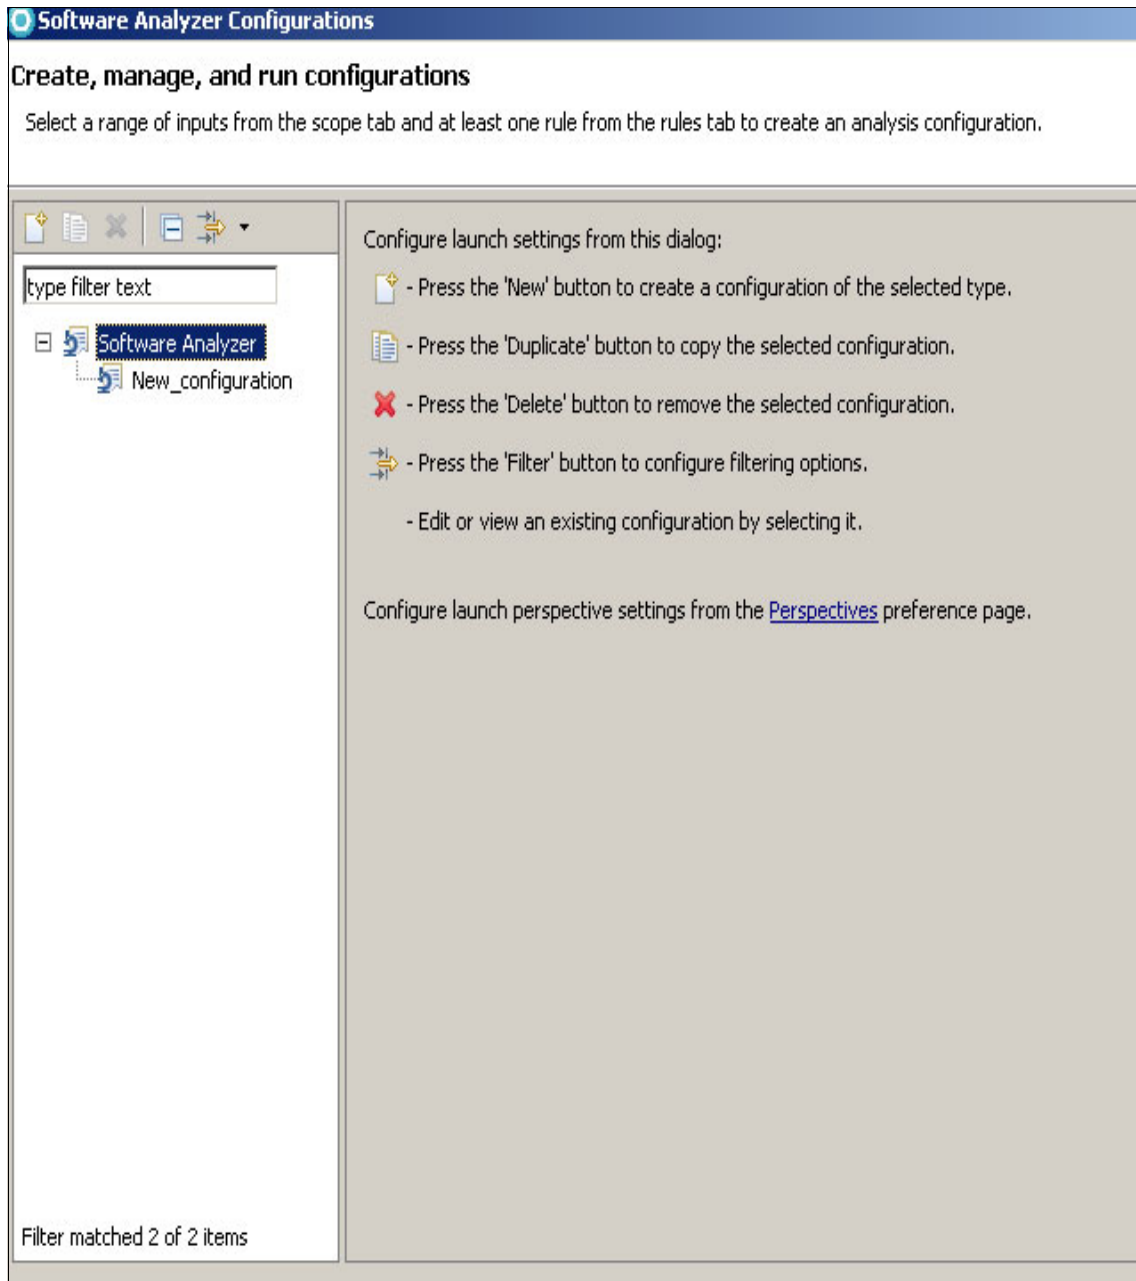 Software Analyzer Configurations
Create, manage, and run configurations
Select a range of inputs from the scope tab and at least one rule from the rules tab to create an analysis configuration.
type filter text
Software Analyzer
New_configuration
Filter matched 2 of 2 items
Configure launch settings from this dialog:
- Press the 'New' button to create a configuration of the selected type.
- Press the 'Duplicate' button to copy the selected configuration.
- Press the 'Delete' button to remove the selected configuration.
- Press the 'Filter' button to configure filtering options.
- Edit or view an existing configuration by selecting it.
Configure launch perspective settings from the Perspectives preference page.